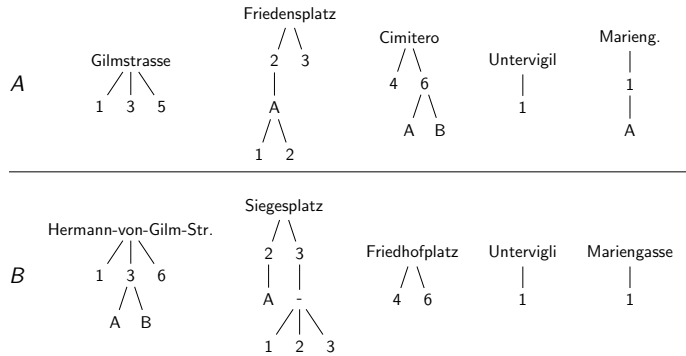 Gilmstrasse
1 3 5
Friedensplatz
2 3
A
1 2
Cimitero
4 6
A B
Untervigil
1
Marieng.
1
A
A
Hermann-von-Gilm-Str.
1 3 6
A B
Siegesplatz
2 3
A -
1 2 3
Friedhofplatz
4 6
Untervigli
1
Mariengasse
1
B